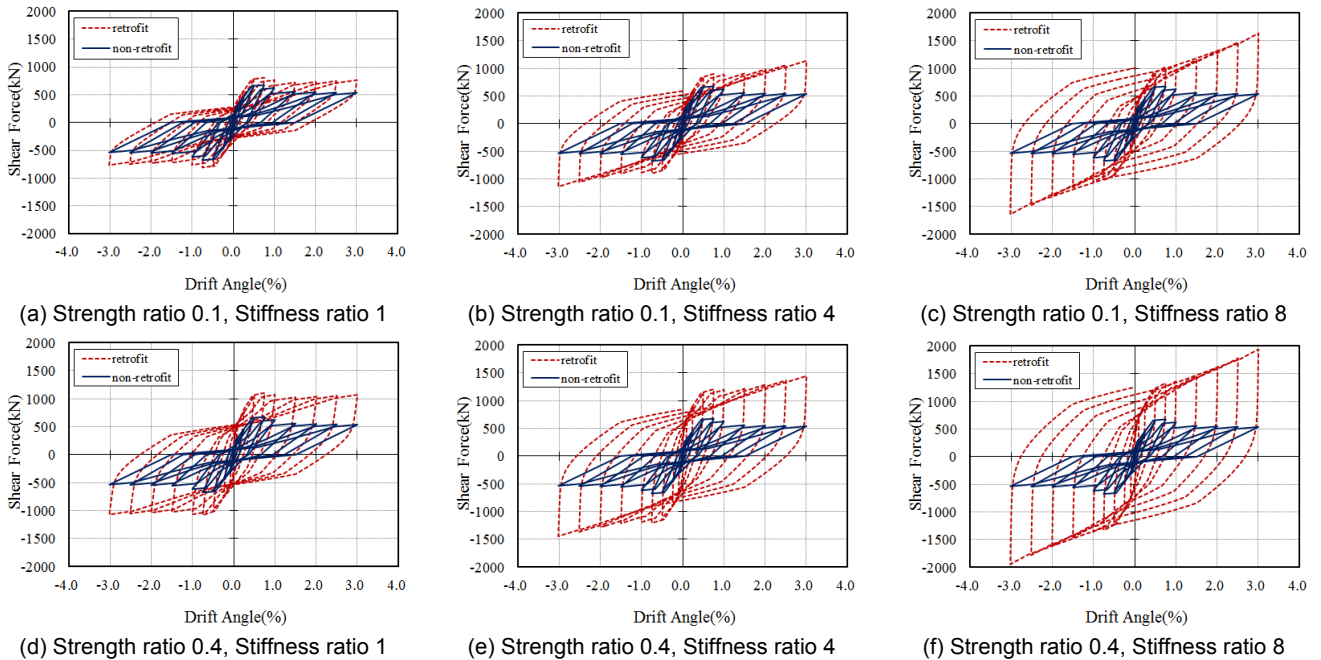 2000
1500
1000
500
0
-500
-1000
-1500
-2000
Shear Force(kN)
retrofit
non-retrofit
-4.0 -3.0 -2.0 -1.0 0.0 1.0 2.0 3.0 4.0
Drift Angle(%)
(a) Strength ratio 0.1, Stiffness ratio 1
2000
1500
1000
500
0
-500
-1000
-1500
-2000
Shear Force(kN)
retrofit
non-retrofit
-4.0 -3.0 -2.0 -1.0 0.0 1.0 2.0 3.0 4.0
Drift Angle(%)
(b) Strength ratio 0.1, Stiffness ratio 4
2000
1500
1000
500
0
-500
-1000
-1500
-2000
Shear Force(kN)
retrofit
non-retrofit
-4.0 -3.0 -2.0 -1.0 0.0 1.0 2.0 3.0 4.0
Drift Angle(%)
(c) Strength ratio 0.1, Stiffness ratio 8
2000
1500
1000
500
0
-500
-1000
-1500
-2000
Shear Force(kN)
retrofit
non-retrofit
-4.0 -3.0 -2.0 -1.0 0.0 1.0 2.0 3.0 4.0
Drift Angle(%)
(d) Strength ratio 0.4, Stiffness ratio 1
2000
1500
1000
500
0
-500
-1000
-1500
-2000
Shear Force(kN)
retrofit
non-retrofit
-4.0 -3.0 -2.0 -1.0 0.0 1.0 2.0 3.0 4.0
Drift Angle(%)
(e) Strength ratio 0.4, Stiffness ratio 4
2000
1500
1000
500
0
-500
-1000
-1500
-2000
Shear Force(kN)
retrofit
non-retrofit
-4.0 -3.0 -2.0 -1.0 0.0 1.0 2.0 3.0 4.0
Drift Angle(%)
(f) Strength ratio 0.4, Stiffness ratio 8